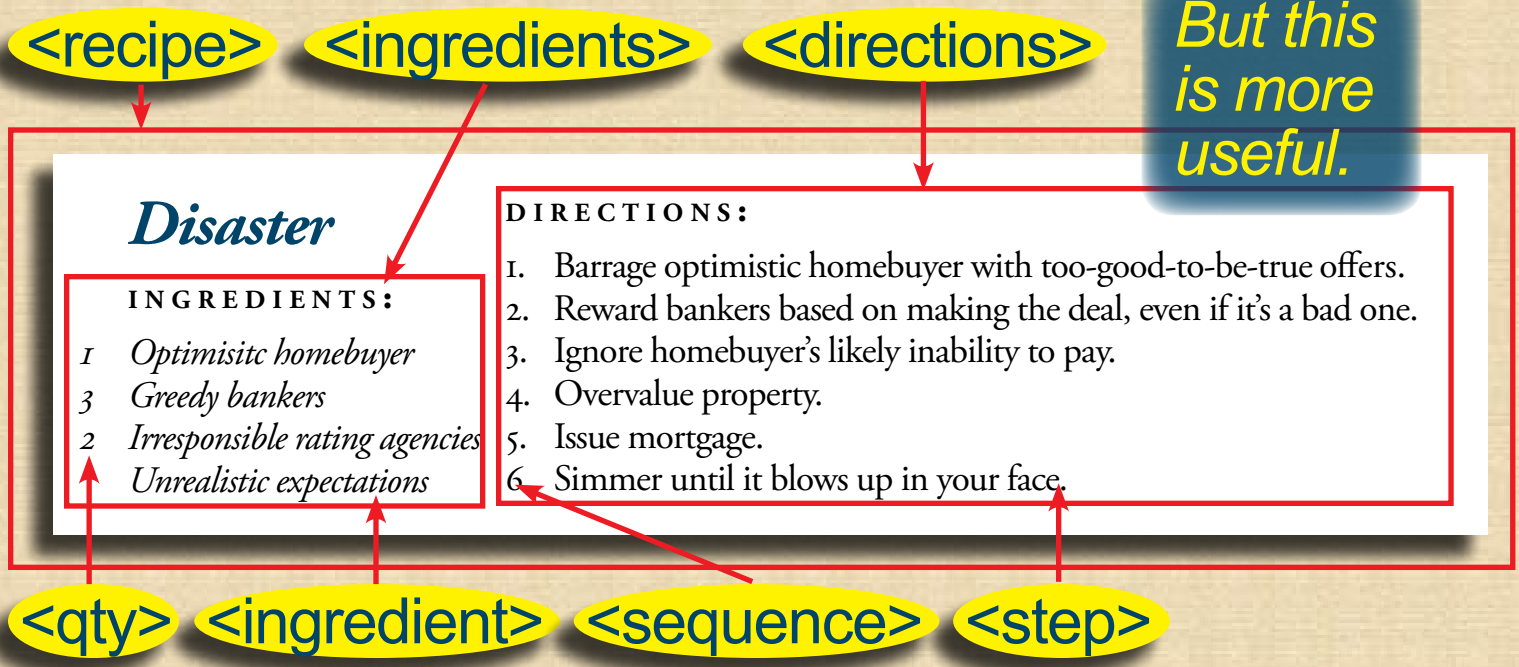 <recipe> <ingredients> <directions>
But this
is more
useful.
Disaster
INGREDIENTS:
1 Optimisitc homebuyer
3 Greedy bankers
2 Irresponsible rating agencies
Unrealistic expectations
DIRECTIONS:
1. Barrage optimistic homebuyer with too-good-to-be-true offers.
2. Reward bankers based on making the deal, even if it's a bad one.
3. Ignore homebuyer's likely inability to pay.
4. Overvalue property.
5. Issue mortgage.
6. Simmer until it blows up in your face.
<qty> <ingredient> <sequence> <step>